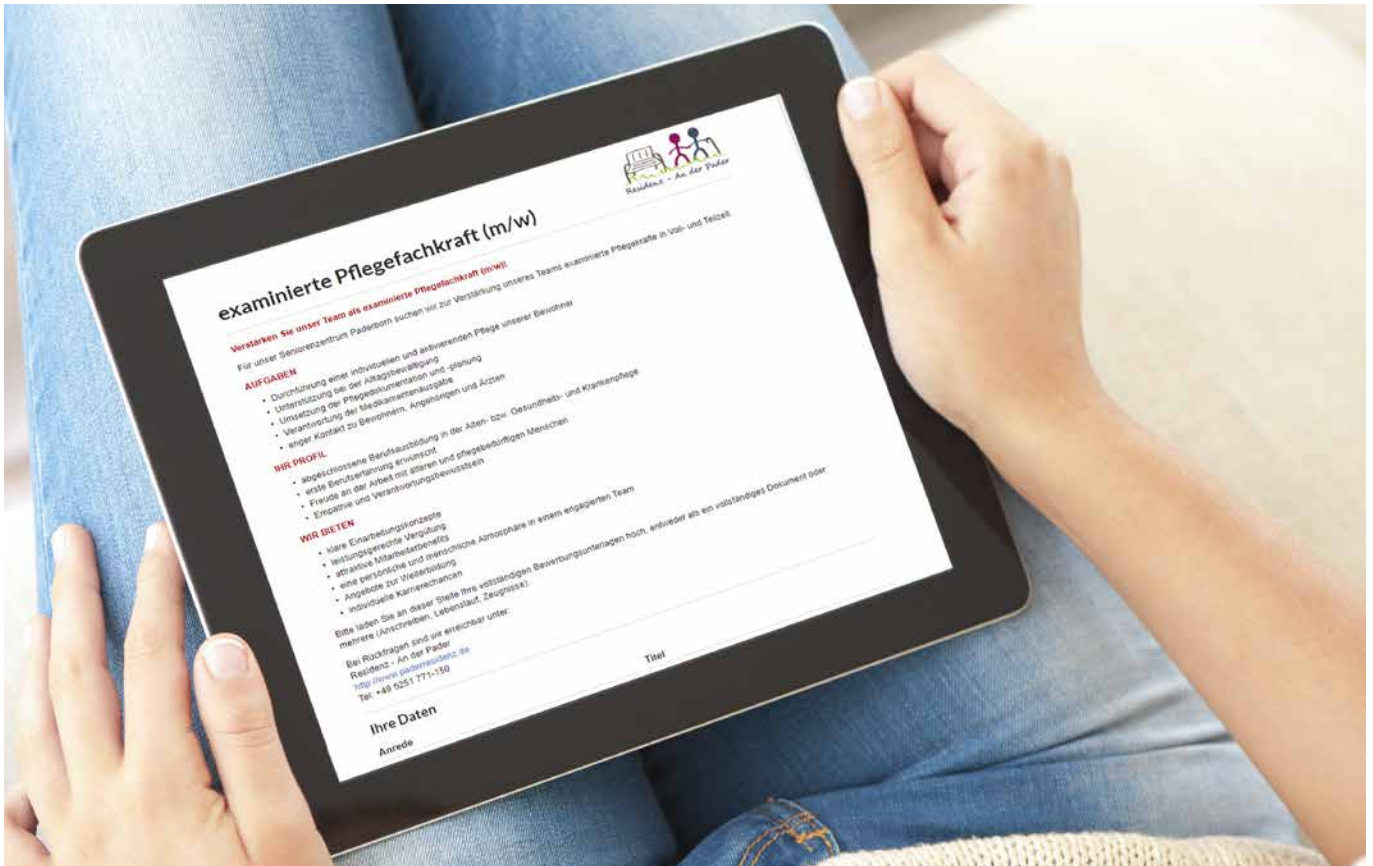 Residenz - An der Pader
examinierte Pflegefachkraft (m/w)
Verstärken Sie unser Team als examinierte Pflegefachkraft (m/w)!
Für unser Seniorenzentrum Paderborn suchen wir zur Verstärkung unseres Teams examinierte Pflegekräfte in Voll- und Teilzeit
AUFGABEN
• Durchführung einer individuellen und aktivierenden Pflege unserer Bewohner
• Unterstützung bei der Alltagsbewältigung
• Umsetzung der Pflegedokumentation und -planung
• Verantwortung der Medikamentenausgabe
• enger Kontakt zu Bewohnern, Angehörigen und Ärzten
IHR PROFIL
• abgeschlossene Berufsausbildung in der Alten- bzw. Gesundheits- und Krankenpflege
• erste Berufserfahrung erwünscht
• Freude an der Arbeit mit älteren und pflegebedürftigen Menschen
• Empathie und Verantwortungsbewusstsein
WIR BIETEN
• klare Einarbeitungskonzepte
• leistungsgerechte Vergütung
• attraktive Mitarbeiterbenefits
• eine persönliche und menschliche Atmosphäre in einem engagierten Team
• Angebote zur Weiterbildung
• individuelle Karrierechancen
Bitte laden Sie an dieser Stelle Ihre vollständigen Bewerbungsunterlagen hoch, entweder als ein vollständiges Dokument oder
mehrere (Anschreiben, Lebenslauf, Zeugnisse).
Bei Rückfragen sind wir erreichbar unter:
Residenz - An der Pader
http://www.paderresidenz.de
Tel: +49 5251 771-150
Ihre Daten
Anrede
Titel